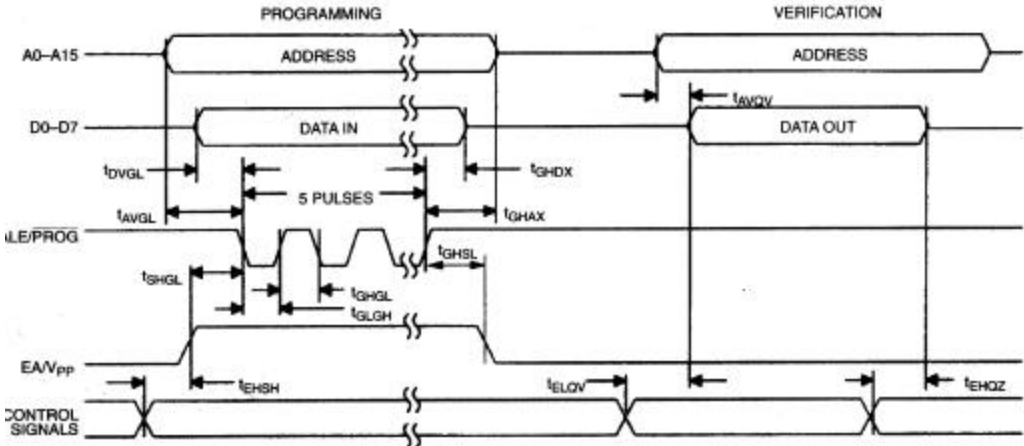 PROGRAMMING VERIFICATION
A0–A15 ADDRESS ADDRESS
tAVQV
D0–D7 DATA IN DATA OUT
tDVGL tGHDX
5 PULSES
tAVGL tGHAX
ALE/PROG
tGHSL
tSHGL
tGHGL
tGLGH
EA/VPP
tEHSH tELQV tEHQZ
CONTROL
SIGNALS